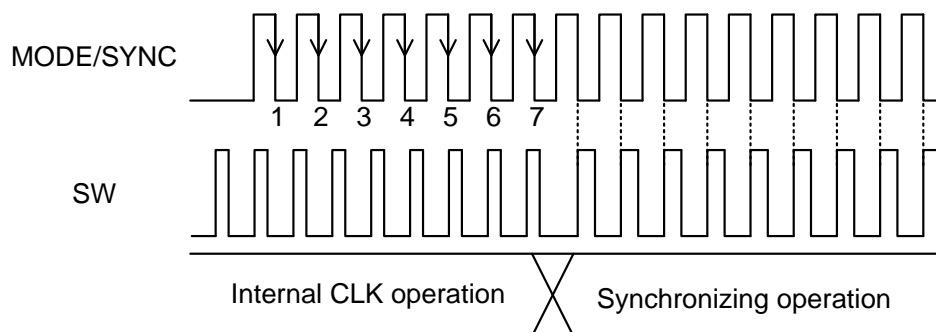 MODE/SYNC
1 2 3 4 5 6 7
SW
Internal CLK operation
Synchronizing operation